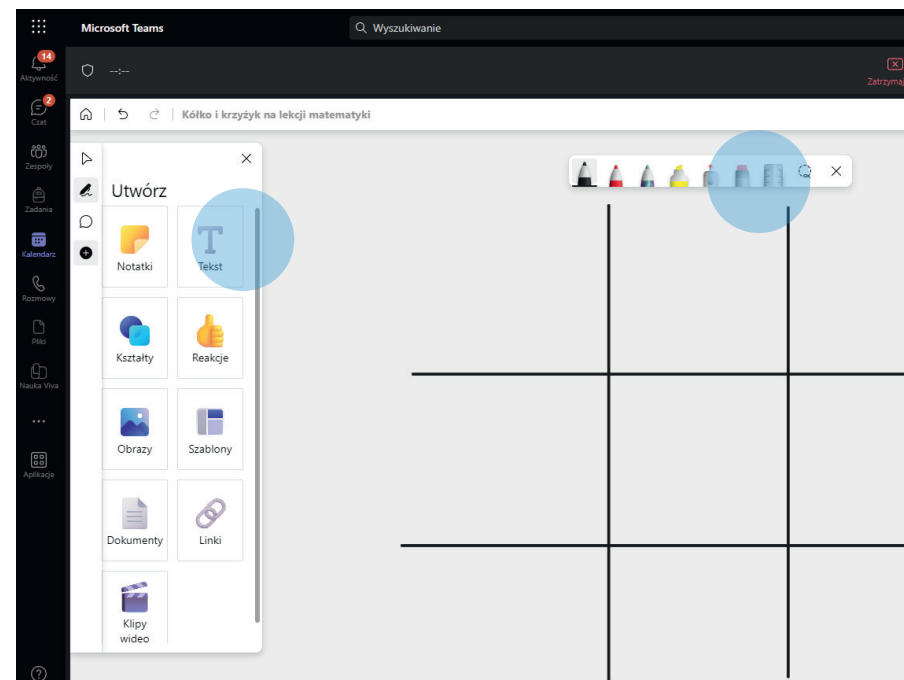 Microsoft Teams
Wyszukiwanie
14
Aktywność
--:--
Zatrzymaj
2
Czat
Kółko i krzyżyk na lekcji matematyki
Zespoły
Zadania
Kalendarz
Rozmowy
Pliki
Nauka Viva
Aplikacje
Utwórz
Notatki
Tekst
Kształty
Reakcje
Obrazy
Szablony
Dokumenty
Linki
Klipy
wideo